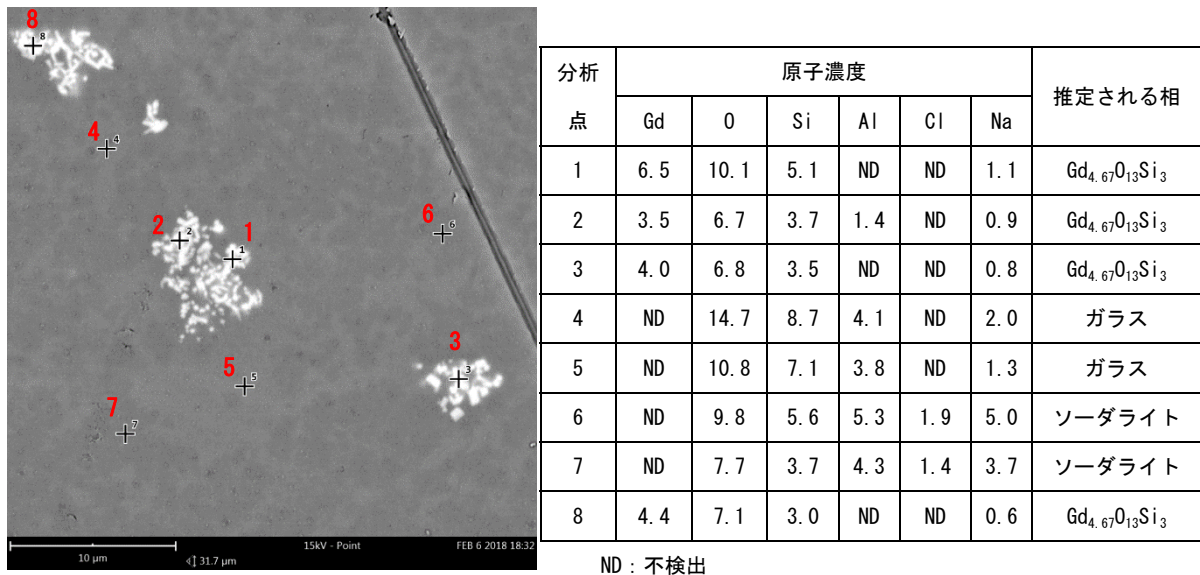 8
8
4
4
2
2
1
1
6
6
3
3
5
5
7
7
10 µm
31.7 µm
15kV - Point
FEB 6 2018 18:32
分析点 原子濃度 推定される相
Gd O Si Al Cl Na
1 6.5 10.1 5.1 ND ND 1.1 Gd4.67O13Si3
2 3.5 6.7 3.7 1.4 ND 0.9 Gd4.67O13Si3
3 4.0 6.8 3.5 ND ND 0.8 Gd4.67O13Si3
4 ND 14.7 8.7 4.1 ND 2.0 ガラス
5 ND 10.8 7.1 3.8 ND 1.3 ガラス
6 ND 9.8 5.6 5.3 1.9 5.0 ソーダライト
7 ND 7.7 3.7 4.3 1.4 3.7 ソーダライト
8 4.4 7.1 3.0 ND ND 0.6 Gd4.67O13Si3
ND：不検出